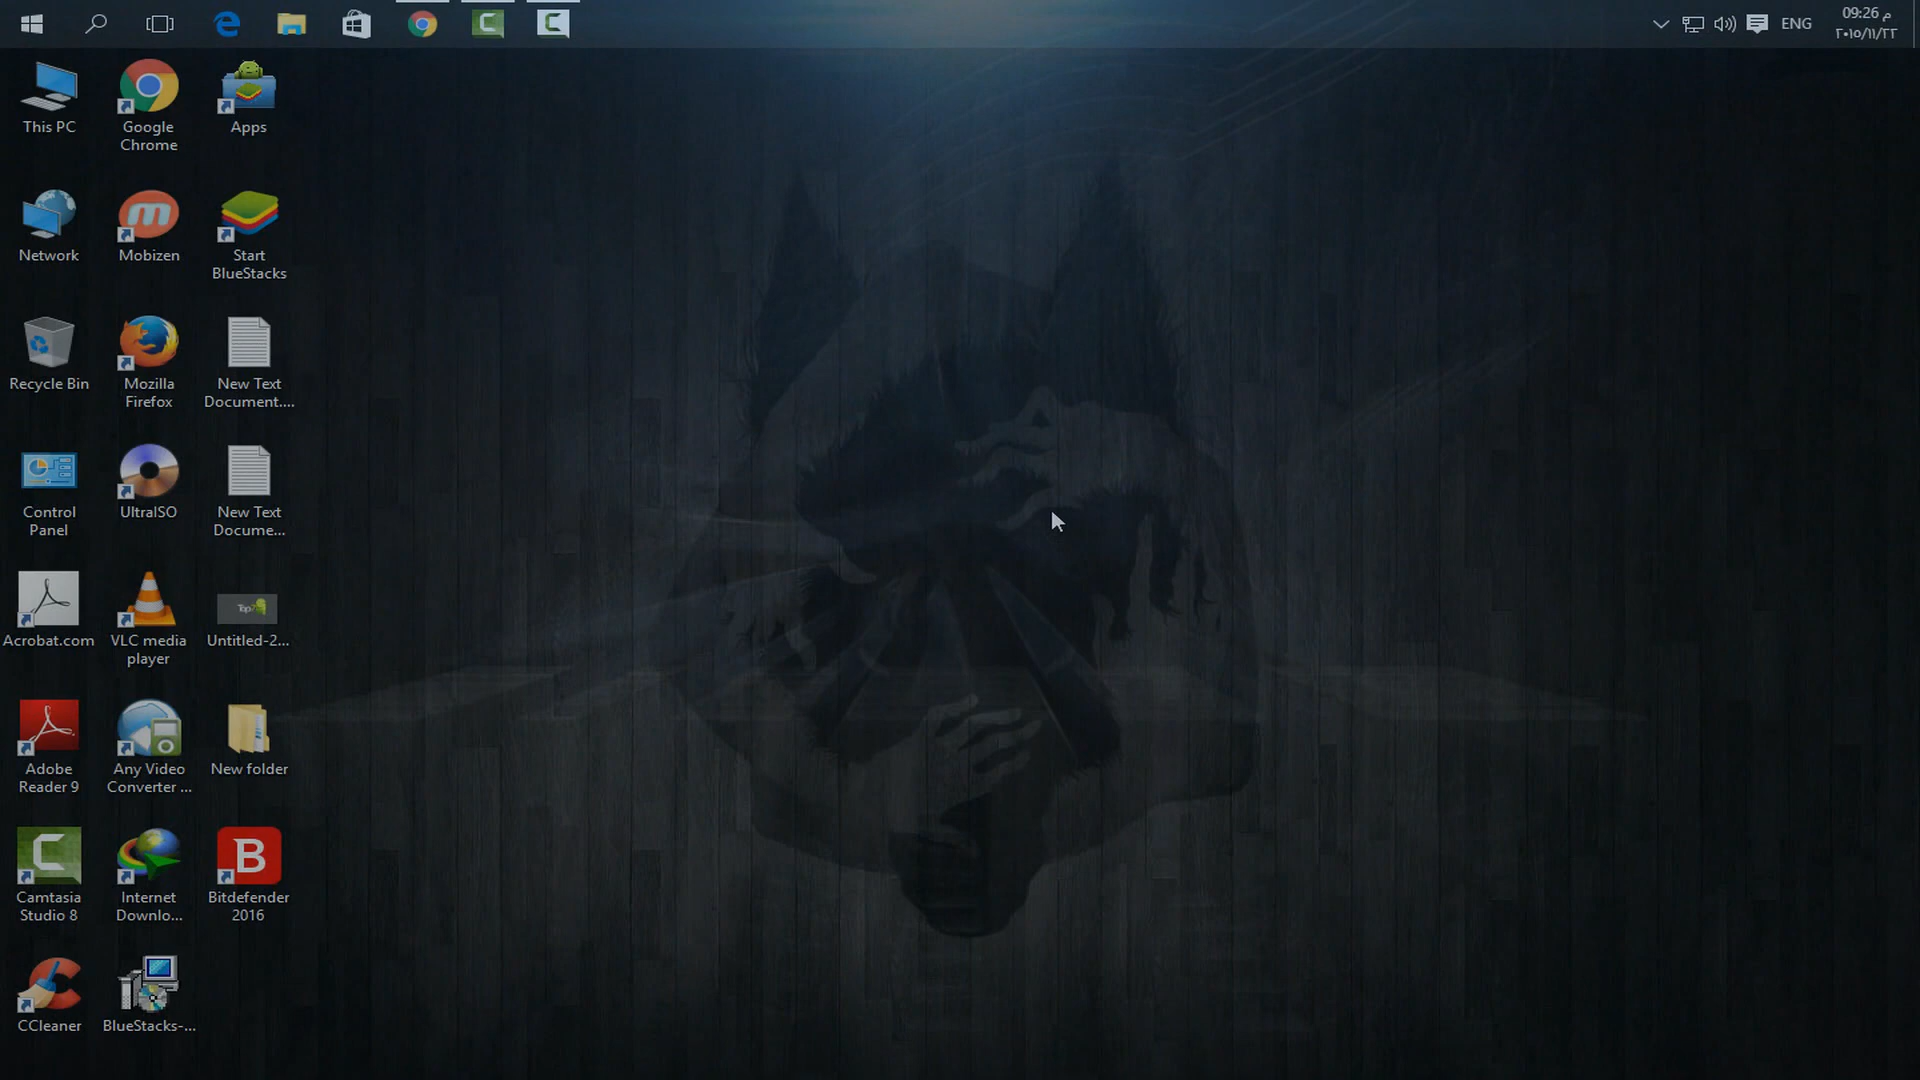 ENG
09:26 م
٢٠١٥/١١/٢٣
This PC
Google
Chrome
Apps
Network
Mobizen
Start
BlueStacks
Recycle Bin
Mozilla
Firefox
New Text
Document....
Control
Panel
UltraISO
New Text
Docume...
Acrobat.com
VLC media
player
Untitled-2...
Adobe
Reader 9
Any Video
Converter ...
New folder
Camtasia
Studio 8
Internet
Downlo...
Bitdefender
2016
CCleaner
BlueStacks-...